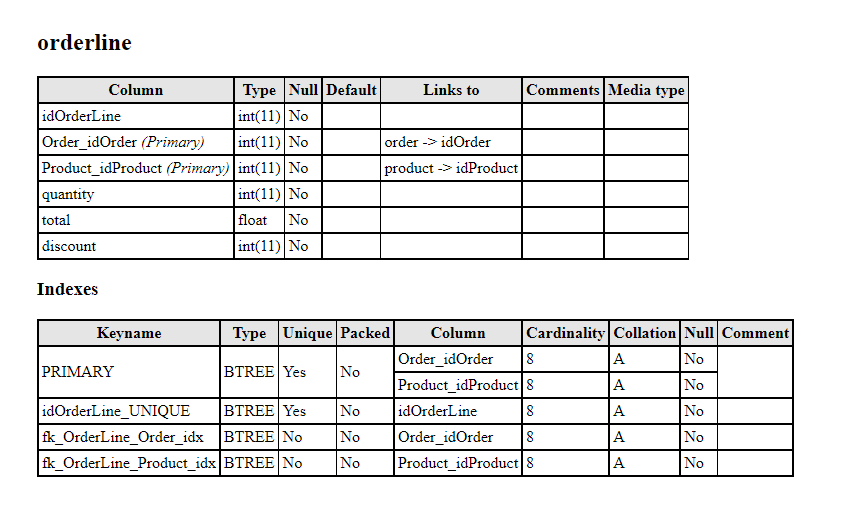 orderline
Column Type Null Default Links to Comments Media type
idOrderLine int(11) No
Order_idOrder (Primary) int(11) No order -> idOrder
Product_idProduct (Primary) int(11) No product -> idProduct
quantity int(11) No
total float No
discount int(11) No
Indexes
Keyname Type Unique Packed Column Cardinality Collation Null Comment
PRIMARY BTREE Yes No Order_idOrder 8 A No
Product_idProduct 8 A No
idOrderLine_UNIQUE BTREE Yes No idOrderLine 8 A No
fk_OrderLine_Order_idx BTREE No No Order_idOrder 8 A No
fk_OrderLine_Product_idx BTREE No No Product_idProduct 8 A No